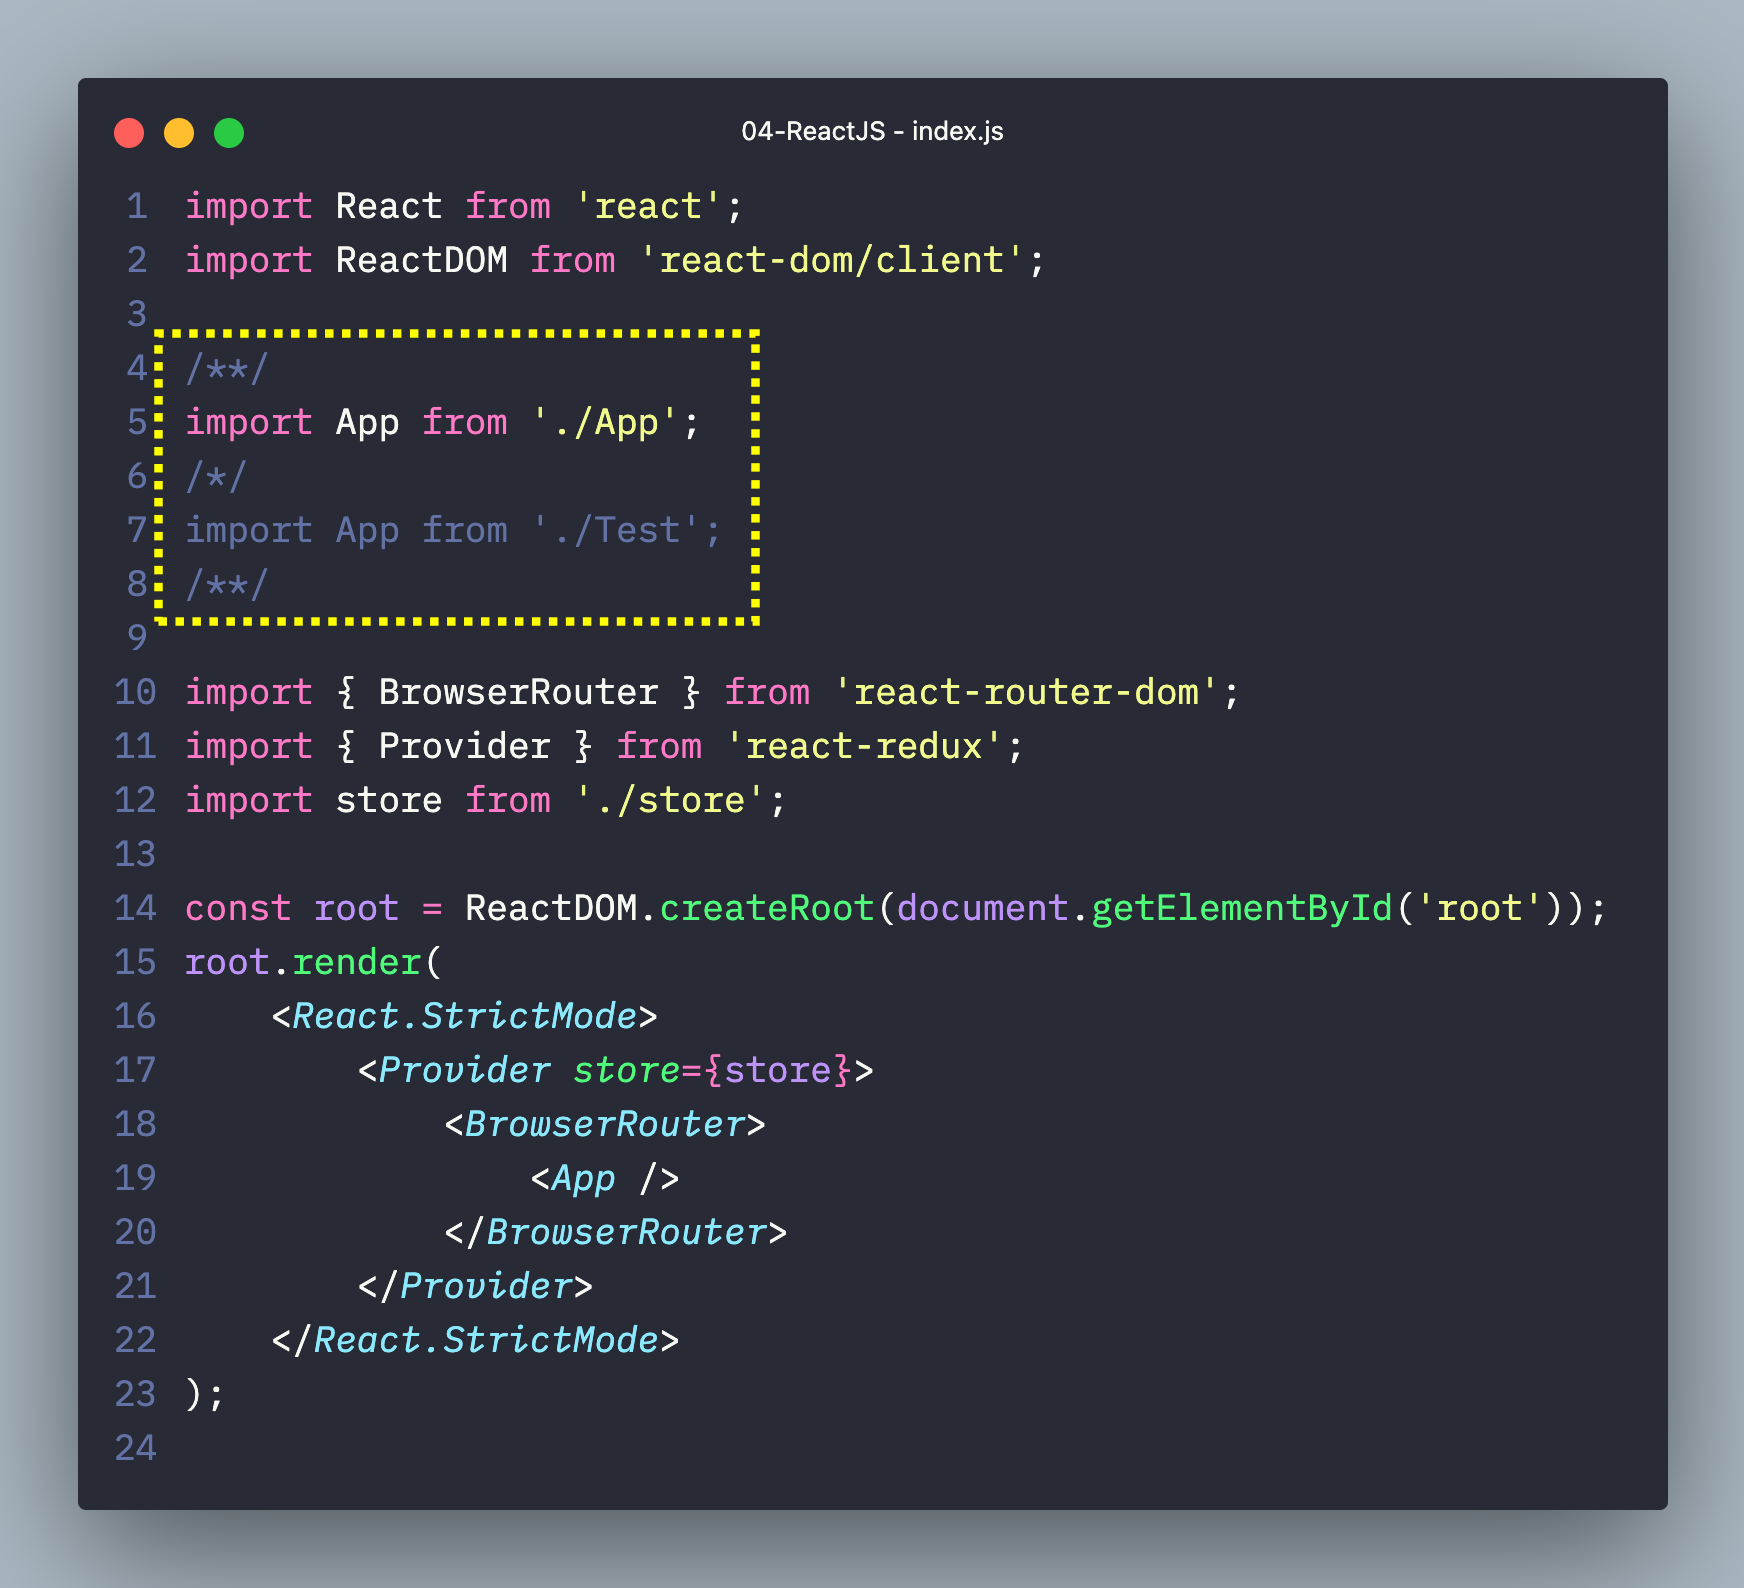 04-ReactJS - index.js
1 import React from 'react';
2 import ReactDOM from 'react-dom/client';
3
4 /**/
5 import App from './App';
6 /*/
7 import App from './Test';
8 /**/
9
10 import { BrowserRouter } from 'react-router-dom';
11 import { Provider } from 'react-redux';
12 import store from './store';
13
14 const root = ReactDOM.createRoot(document.getElementById('root'));
15 root.render(
16     <React.StrictMode>
17         <Provider store={store}>
18             <BrowserRouter>
19                 <App />
20             </BrowserRouter>
21         </Provider>
22     </React.StrictMode>
23 );
24